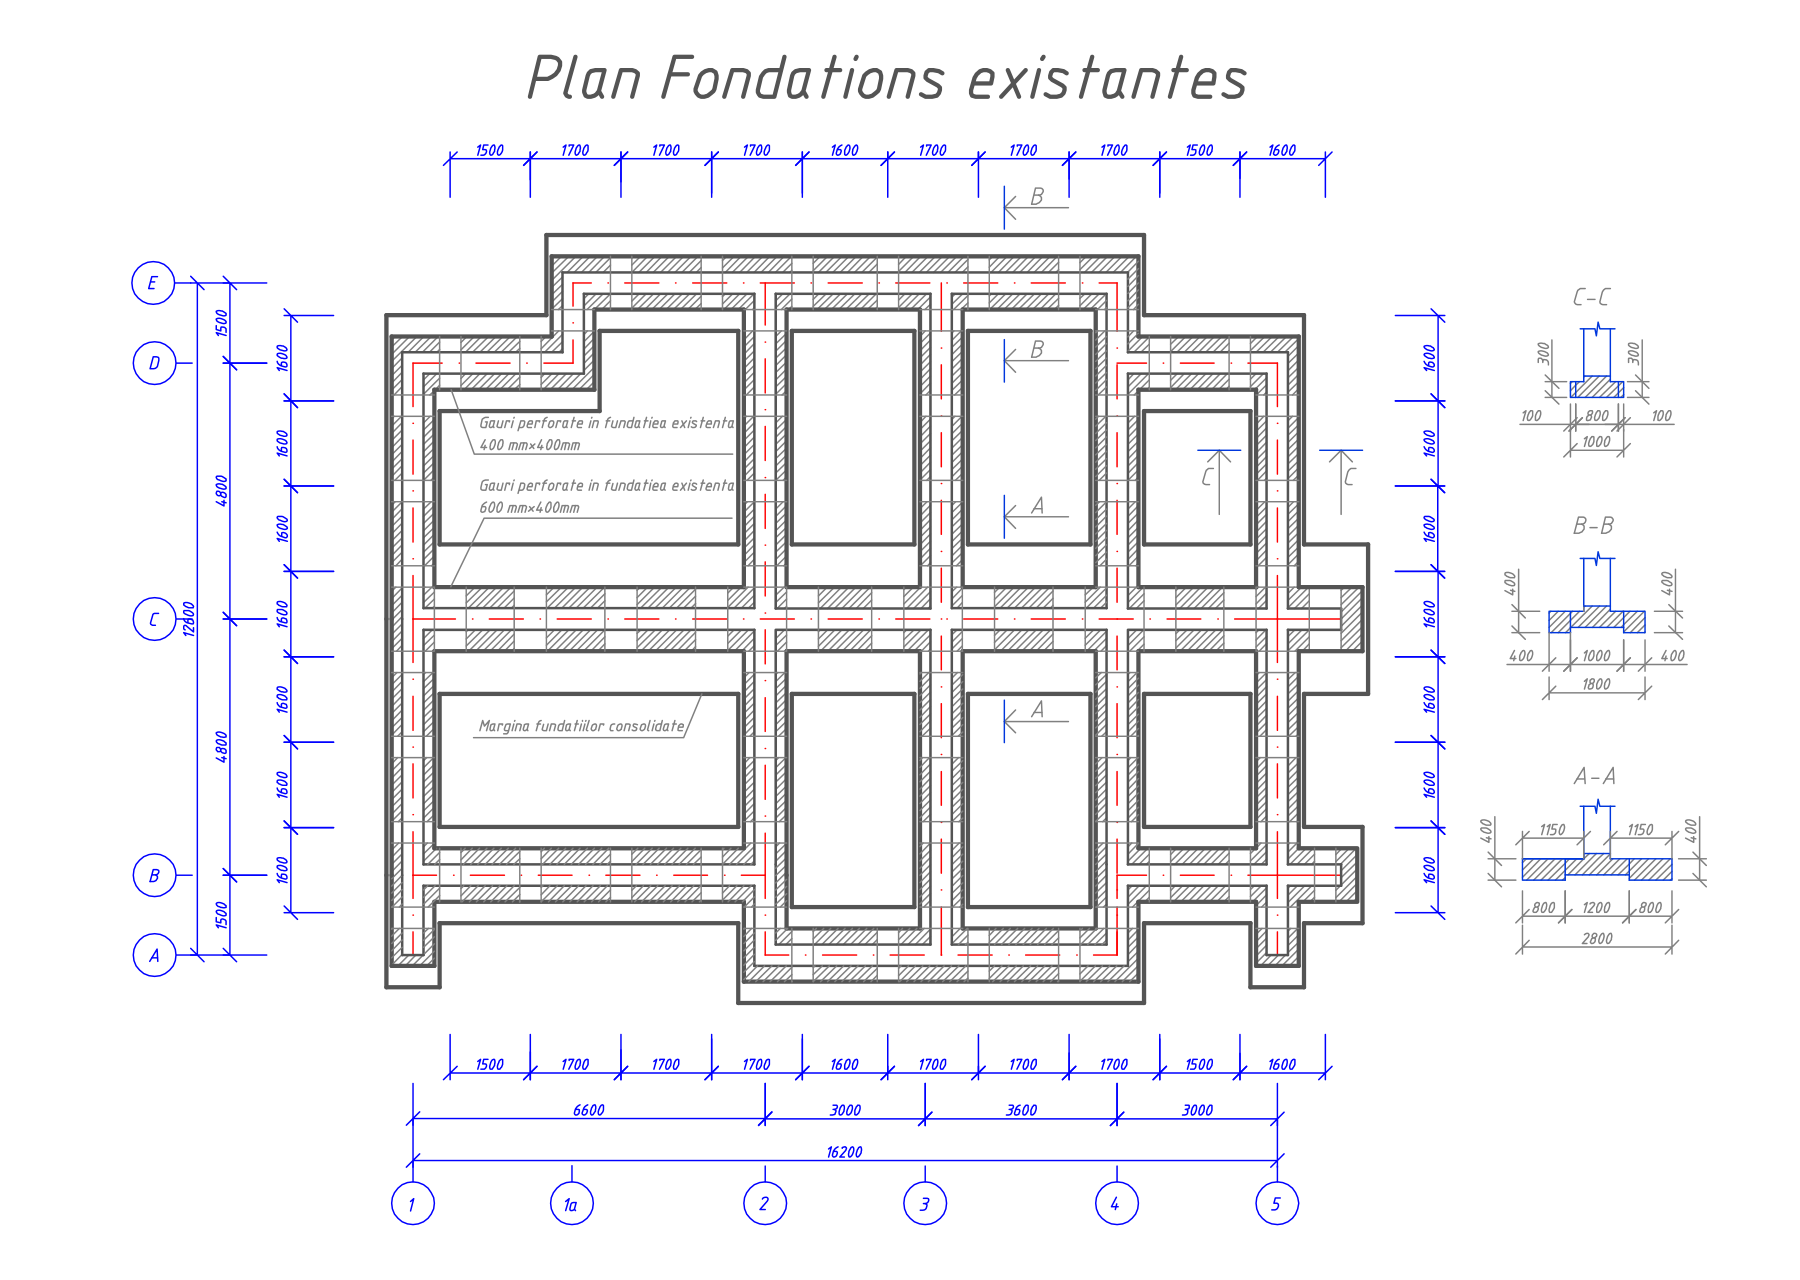 Plan Fondations existantes
1500 1700 1700 1700 1600 1700 1700 1700 1500 1600
B
E
D
C
B
A
12600
1500
4800
4800
1500
1600
1600
1600
1600
1600
1600
1600
B
A
A
C C
Gauri perforate in fundatiea existenta
400 mm×400mm
Gauri perforate in fundatiea existenta
600 mm×400mm
Margina fundatiilor consolidate
1600
1600
1600
1600
1600
1600
1600
C-C
300 300
100 800 100
1000
B-B
400 400
400 1000 400
1800
A-A
1150 1150
400 400
800 1200 800
2800
1500 1700 1700 1700 1600 1700 1700 1700 1500 1600
6600 3000 3600 3000
16200
1 1a 2 3 4 5